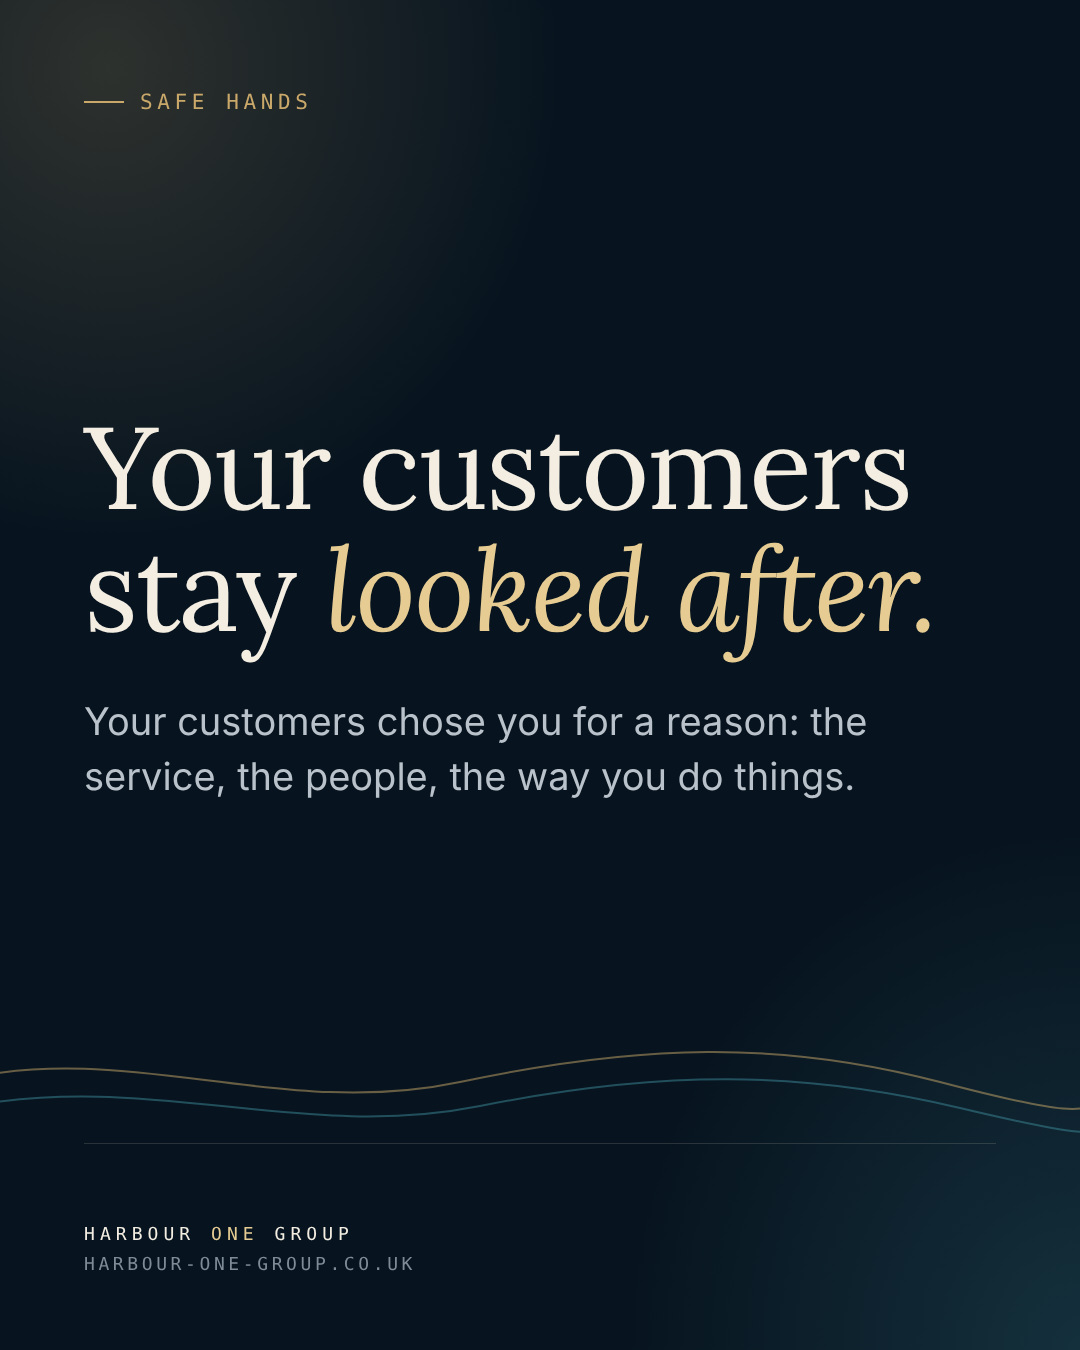 SAFE HANDS
Your customers
stay looked after.
Your customers chose you for a reason: the
service, the people, the way you do things.
HARBOUR ONE GROUP
HARBOUR-ONE-GROUP.CO.UK